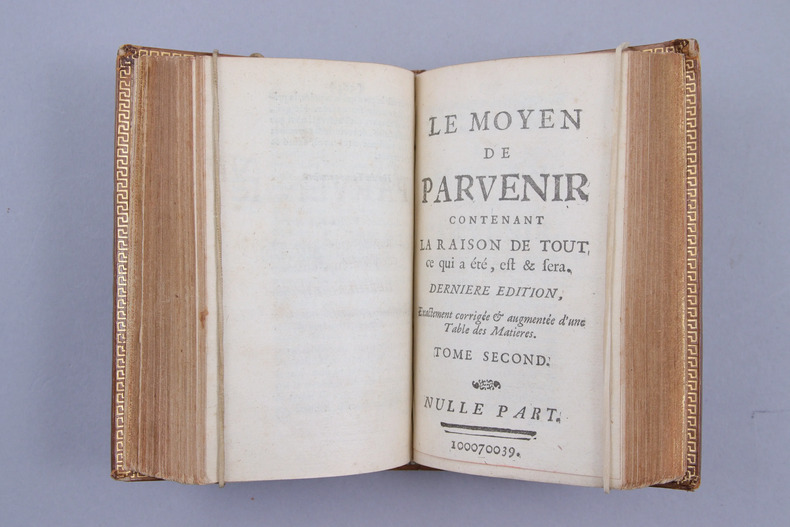 LE MOYEN
DE
PARVENIR
CONTENANT
LA RAISON DE TOUT,
ce qui a été, eſt & ſera.
DERNIERE EDITION,
Exactement corrigée & augmentée d'une
Table des Matieres.
TOME SECOND.
NULLE PART.
100070039.